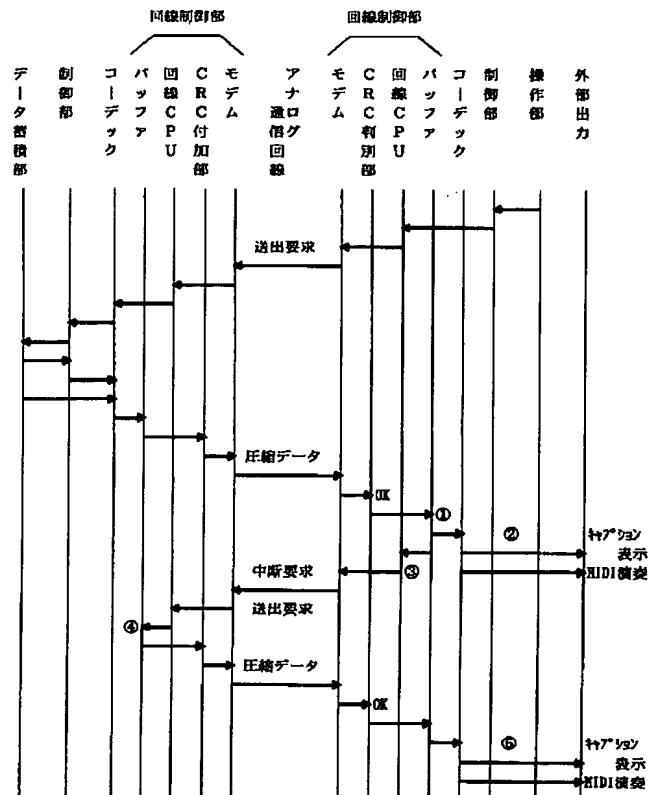 回線制御部
回線制御部
データ蓄積部
制御部
コーデック
バッファ
回線CPU
CRC付加部
モデム
アナログ
通信回線
モデム
CRC判別部
回線CPU
バッファ
コーデック
制御部
操作部
外部出力
送出要求
圧縮データ
OK
①
②
キャプション
表示
③
MIDI演奏
中断要求
送出要求
④
圧縮データ
OK
⑤
キャプション
表示
MIDI演奏